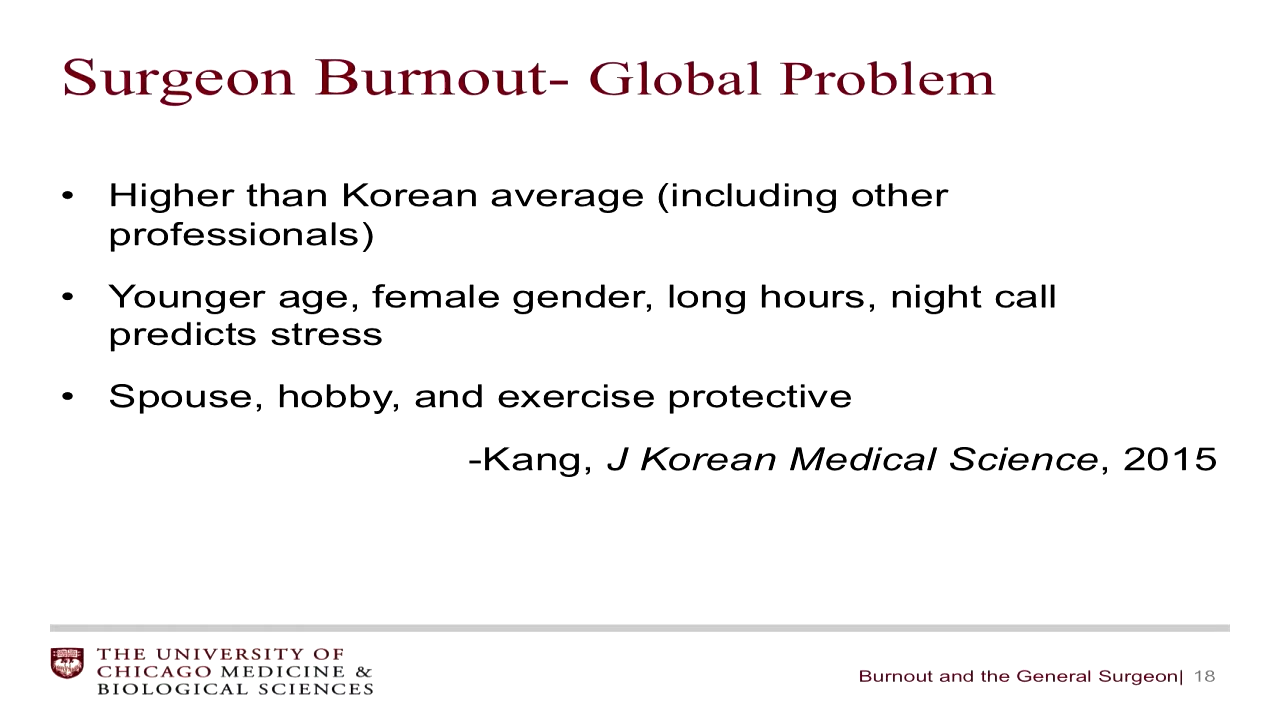 Surgeon Burnout- Global Problem
• Higher than Korean average (including other
professionals)
• Younger age, female gender, long hours, night call
predicts stress
• Spouse, hobby, and exercise protective
-Kang, J Korean Medical Science, 2015
THE UNIVERSITY OF
CHICAGO MEDICINE &
BIOLOGICAL SCIENCES
Burnout and the General Surgeon| 18